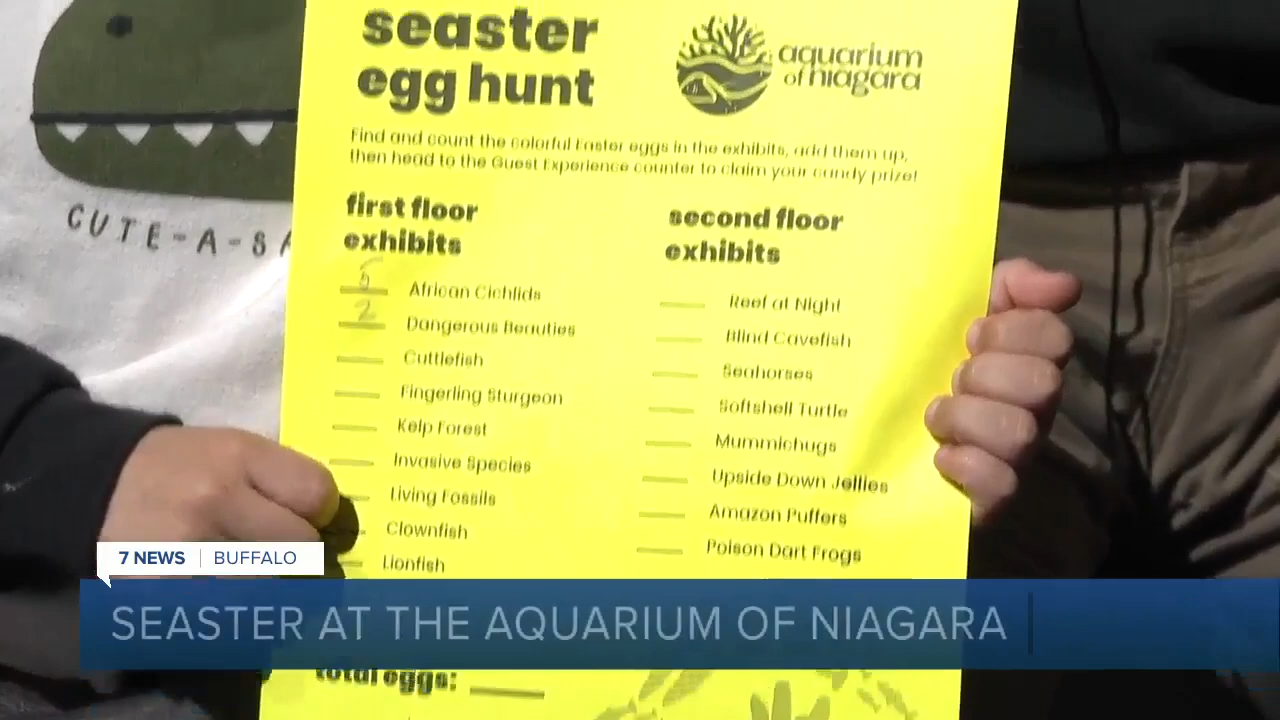 seaster
egg hunt
aquarium
of niagara
Find and count the colorful Easter eggs in the exhibits, add them up,
then head to the Guest Experience counter to claim your candy prize!
first floor
exhibits
African Cichlids
2 Dangerous Beauties
Cuttlefish
Fingerling Sturgeon
Kelp Forest
Invasive Species
Living Fossils
Clownfish
Lionfish
second floor
exhibits
Reef at Night
Blind Cavefish
Seahorses
Softshell Turtle
Mummichugs
Upside Down Jellies
Amazon Puffers
Poison Dart Frogs
total eggs:
CUTE-A-SA
7 NEWS | BUFFALO
SEASTER AT THE AQUARIUM OF NIAGARA